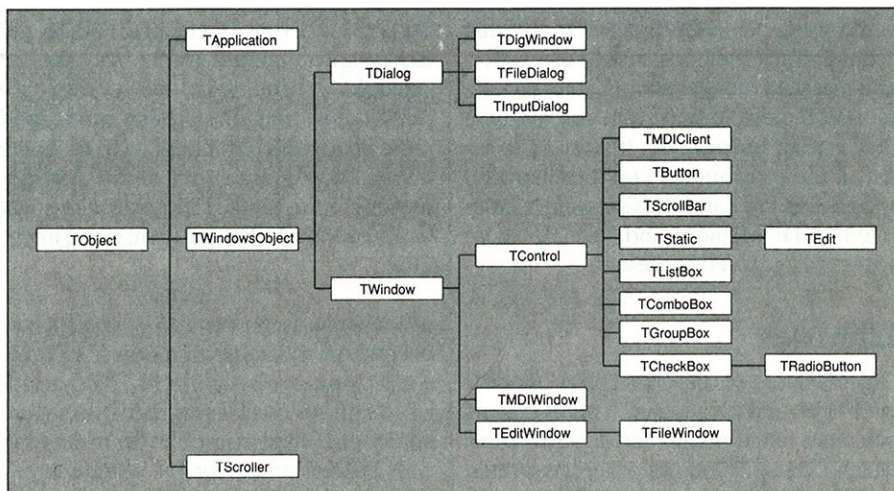 TApplication
TDigWindow
TDialog
TFileDialog
TInputDialog
TMDIClient
TButton
TScrollBar
TObject
TWindowsObject
TControl
TStatic
TEdit
TWindow
TListBox
TComboBox
TGroupBox
TCheckBox
TRadioButton
TMDIWindow
TEditWindow
TFileWindow
TScroller